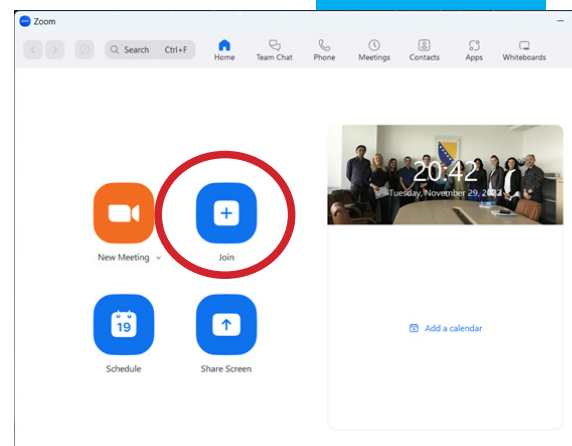 Zoom
Search Ctrl+F
Home
Team Chat
Phone
Meetings
Contacts
Apps
Whiteboards
20:42
Tuesday, November 29, 2022
New Meeting
Join
19
Schedule
Share Screen
Add a calendar